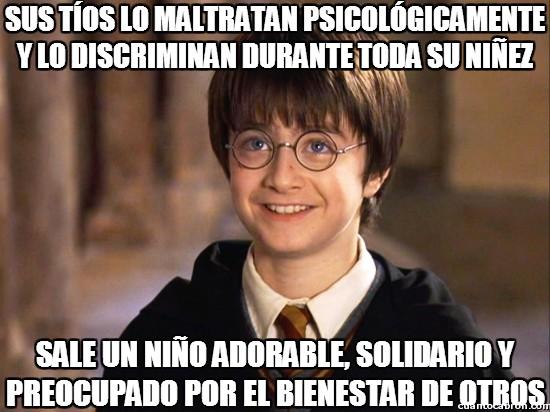 SUS TÍOS LO MALTRATAN PSICOLÓGICAMENTE
Y LO DISCRIMINAN DURANTE TODA SU NIÑEZ
SALE UN NIÑO ADORABLE, SOLIDARIO Y
PREOCUPADO POR EL BIENESTAR DE OTROS
cuantocabron.com